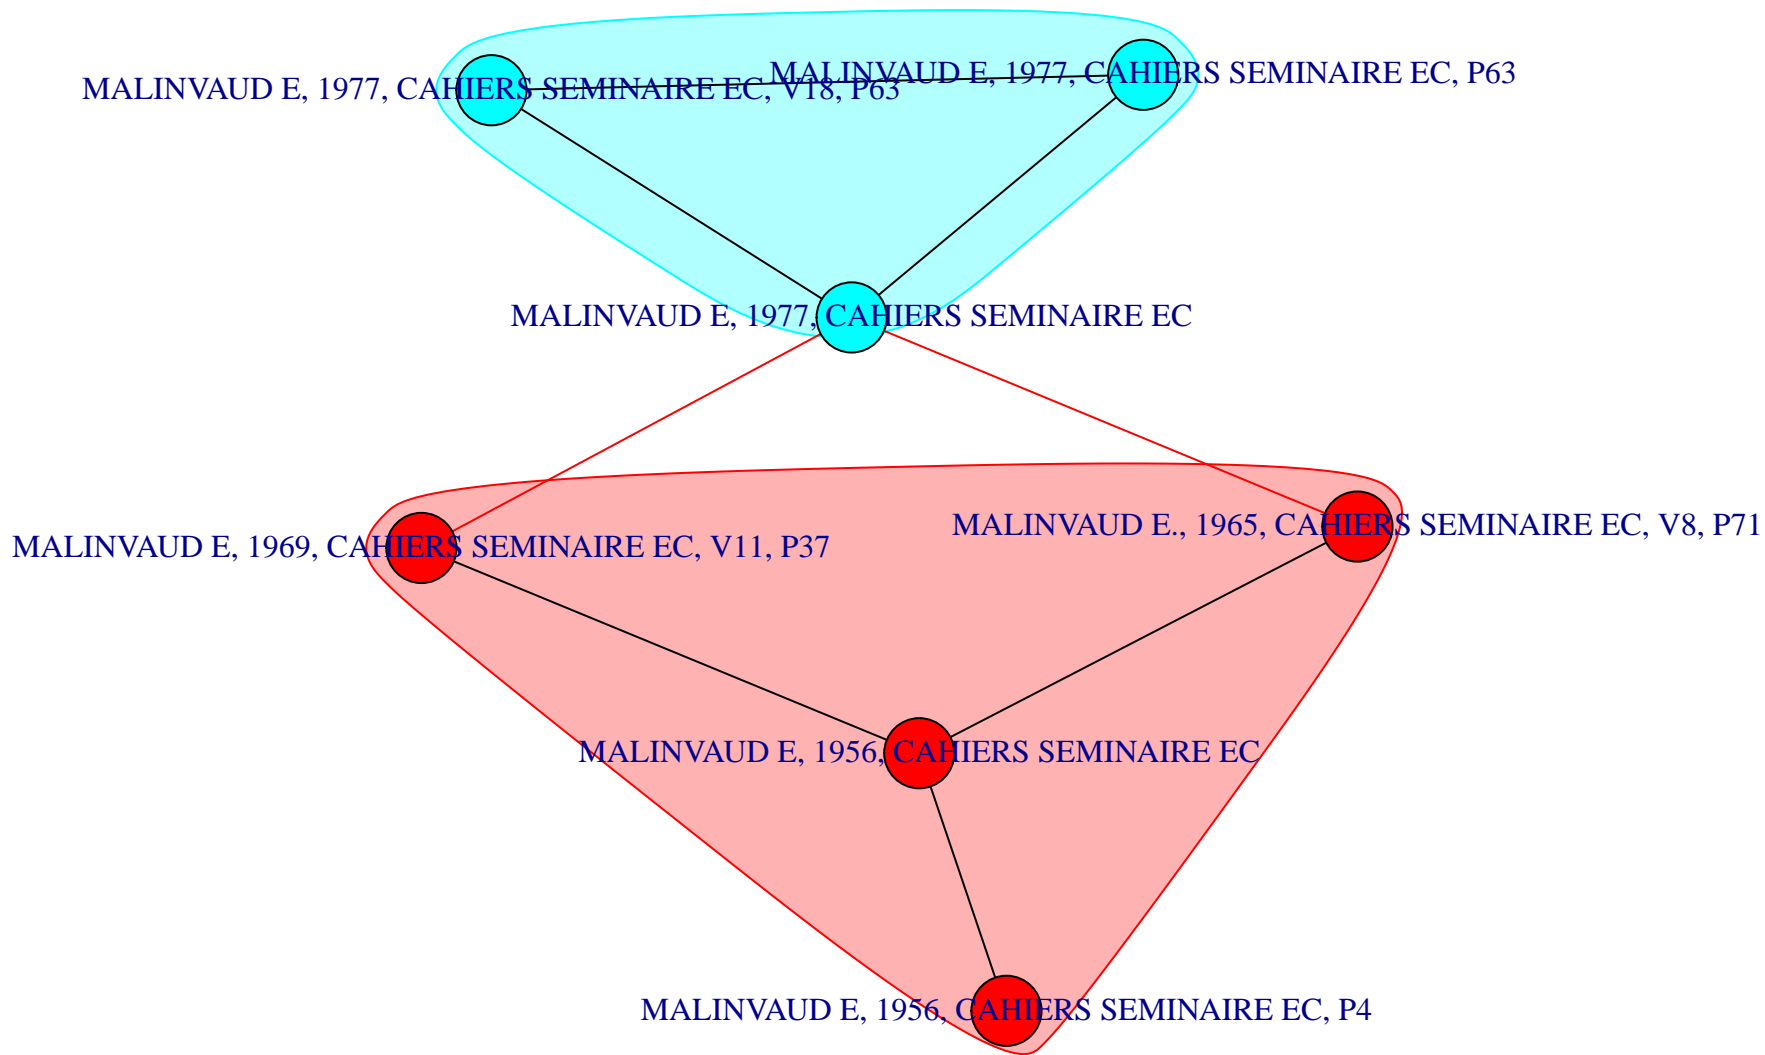 MALINVAUD E, 1977, CAHIERS SEMINAIRE EC, V18, P63
MALINVAUD E, 1977, CAHIERS SEMINAIRE EC, P63
MALINVAUD E, 1977, CAHIERS SEMINAIRE EC
MALINVAUD E, 1969, CAHIERS SEMINAIRE EC, V11, P37
MALINVAUD E., 1965, CAHIERS SEMINAIRE EC, V8, P71
MALINVAUD E, 1956, CAHIERS SEMINAIRE EC
MALINVAUD E, 1956, CAHIERS SEMINAIRE EC, P4